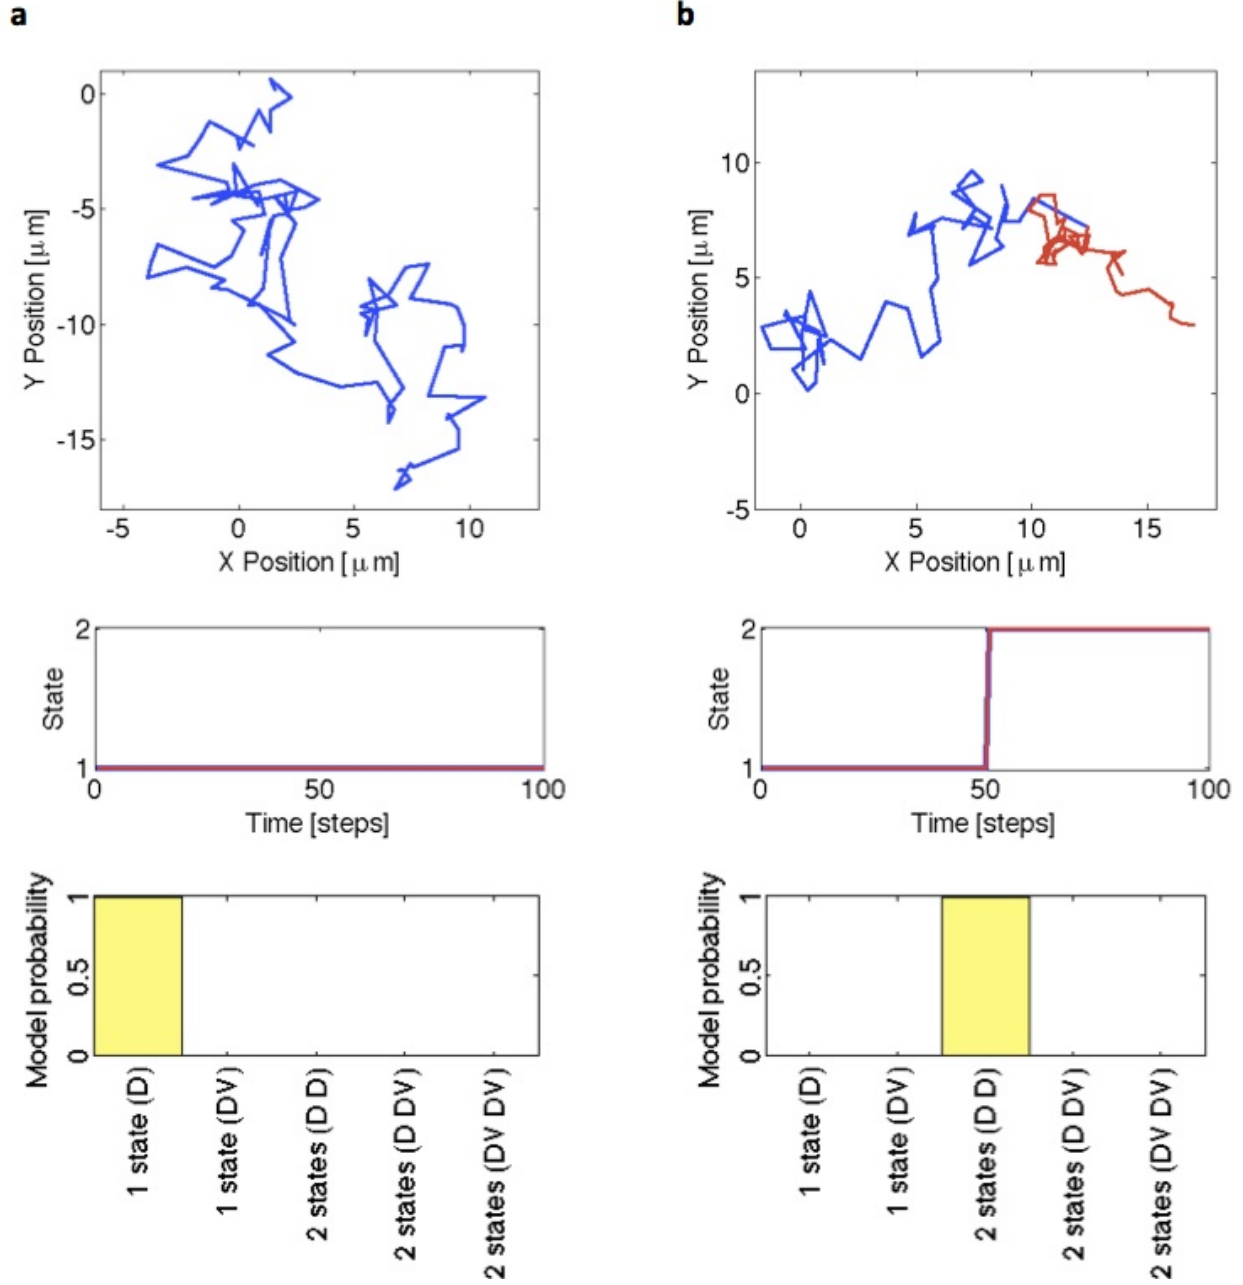 a
b
0
-5
-10
-15
Y Position [μ m]
-5 0 5 10
X Position [μ m]
10
5
0
-5
Y Position [μ m]
0 5 10 15
X Position [μ m]
2
1
State
0 50 100
Time [steps]
2
1
State
0 50 100
Time [steps]
Model probability
0 0.5 1
1 state (D)
1 state (DV)
2 states (D D)
2 states (D DV)
2 states (DV DV)
Model probability
0 0.5 1
1 state (D)
1 state (DV)
2 states (D D)
2 states (D DV)
2 states (DV DV)